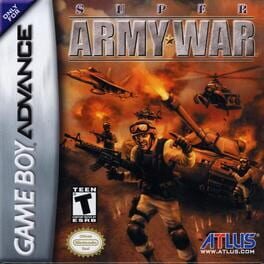 ONLY
FOR
GAME BOY ADVANCE
SUPER
ARMY WAR
TEEN
T
ESRB
Nintendo
ATLUS
WWW.ATLUS.COM